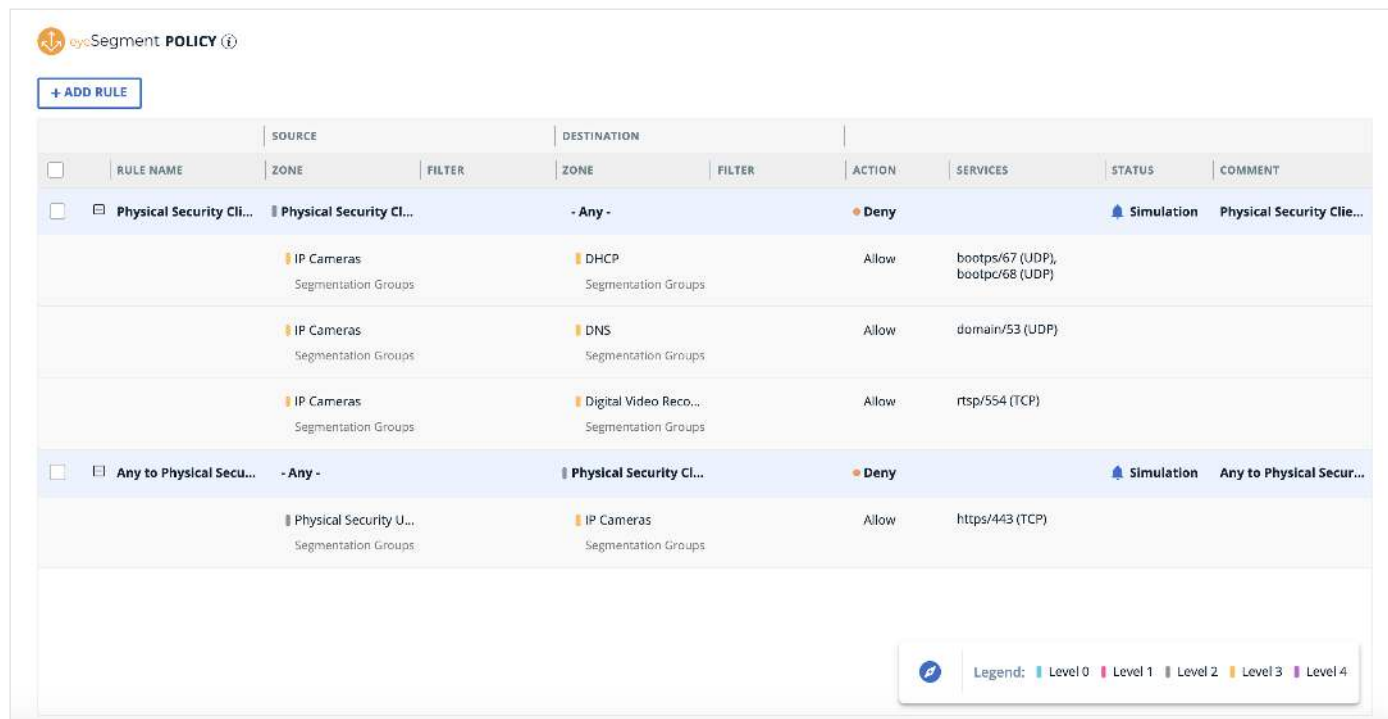 eyeSegment POLICY
+ ADD RULE
SOURCE DESTINATION
RULE NAME ZONE FILTER ZONE FILTER ACTION SERVICES STATUS COMMENT
Physical Security Cli... Physical Security Cl... - Any - Deny Simulation Physical Security Clie...
IP Cameras DHCP Allow bootps/67 (UDP),
bootpc/68 (UDP)
Segmentation Groups Segmentation Groups
IP Cameras DNS Allow domain/53 (UDP)
Segmentation Groups Segmentation Groups
IP Cameras Digital Video Reco... Allow rtsp/554 (TCP)
Segmentation Groups Segmentation Groups
Any to Physical Secu... - Any - Physical Security Cl... Deny Simulation Any to Physical Secur...
Physical Security U... IP Cameras Allow https/443 (TCP)
Segmentation Groups Segmentation Groups
Legend: Level 0 Level 1 Level 2 Level 3 Level 4